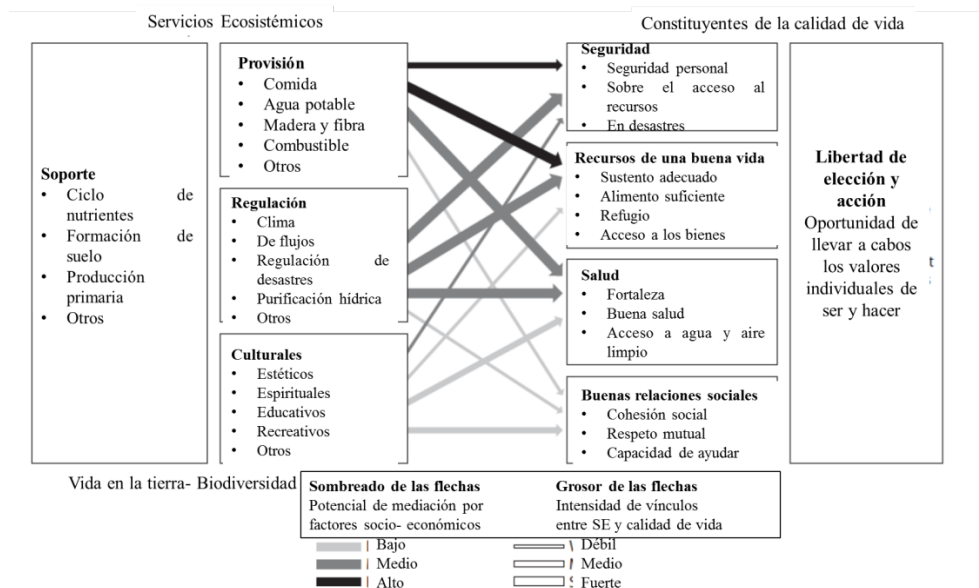 Servicios Ecosistémicos
Constituyentes de la calidad de vida
Soporte
• Ciclo de
nutrientes
• Formación de
suelo
• Producción
primaria
• Otros
Provisión
• Comida
• Agua potable
• Madera y fibra
• Combustible
• Otros
Regulación
• Clima
• De flujos
• Regulación de
desastres
• Purificación hídrica
• Otros
Culturales
• Estéticos
• Espirituales
• Educativos
• Recreativos
• Otros
Seguridad
• Seguridad personal
• Sobre el acceso al
recursos
• En desastres
Recursos de una buena vida
• Sustento adecuado
• Alimento suficiente
• Refugio
• Acceso a los bienes
Salud
• Fortaleza
• Buena salud
• Acceso a agua y aire
limpio
Buenas relaciones sociales
• Cohesión social
• Respeto mutual
• Capacidad de ayudar
Libertad de
elección y
acción
Oportunidad de
llevar a cabos
los valores
individuales de
ser y hacer
Vida en la tierra- Biodiversidad
Sombreado de las flechas
Potencial de mediación por
factores socio- económicos
Grosor de las flechas
Intensidad de vínculos
entre SE y calidad de vida
Bajo
Medio
Alto
Débil
Medio
Fuerte